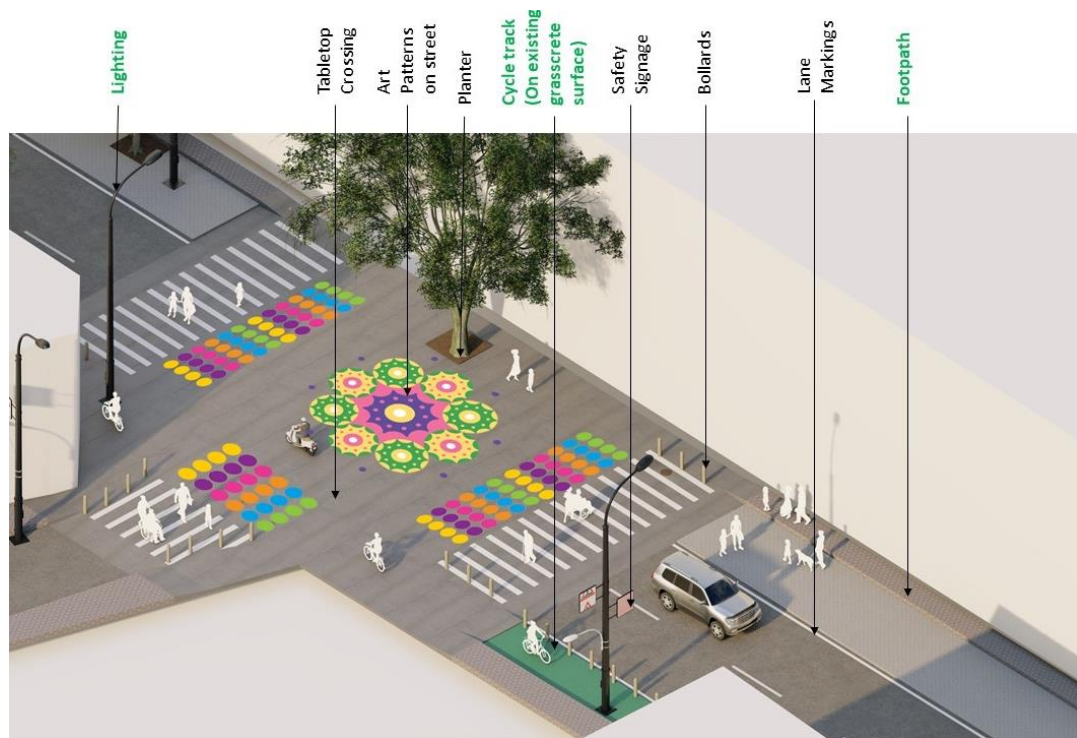 Lighting
Tabletop
Crossing
Art
Patterns
on street
Planter
Cycle track
(On existing
grasscrete
surface)
Safety
Signage
Bollards
Lane
Markings
Footpath